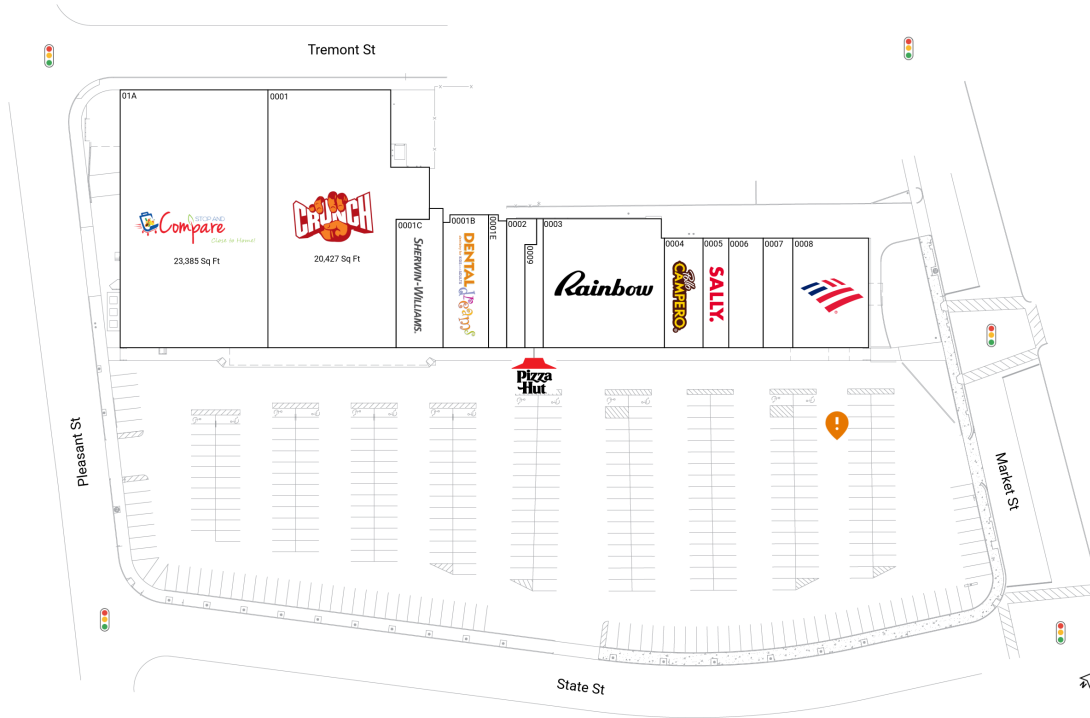 Tremont St
01A
0001
STOP AND
Compare
Close to Home!
23,385 Sq Ft
CRUNCH
20,427 Sq Ft
0001C
SHERWIN-WILLIAMS.
0001B
DENTAL
dreams
0001E
0002
0009
0003
Rainbow
0004
Pollo
CAMPERO
0005
SALLY.
0006
0007
0008
Pizza
Hut
Pleasant St
Market St
State St
N